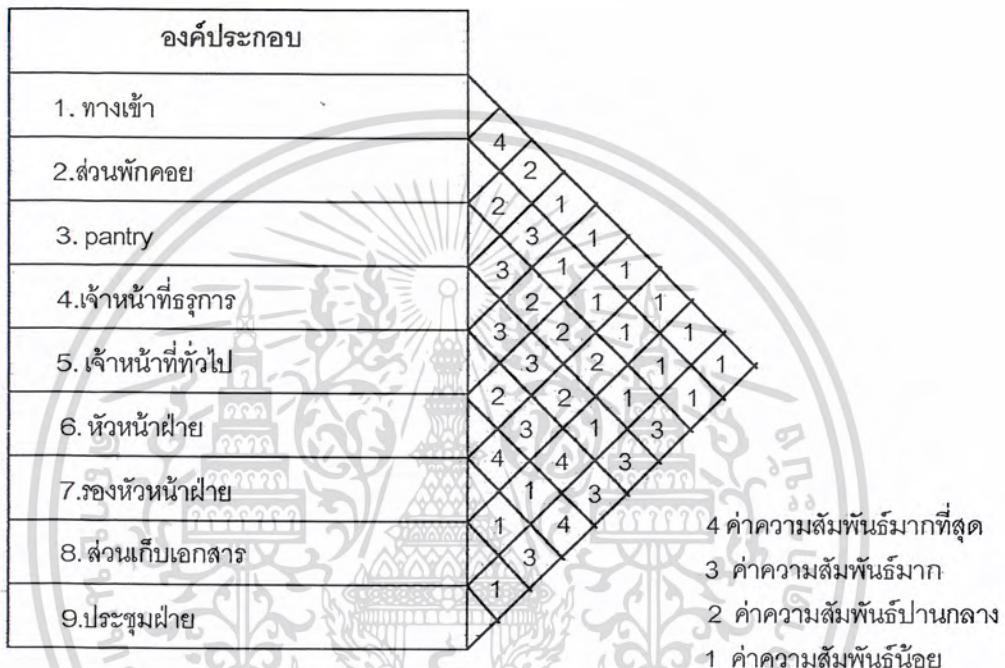 องค์ประกอบ
1. ทางเข้า
4
2.ส่วนพักคอย 2
2 1
3. pantry 3 1
3 1 1
4.เจ้าหน้าที่ธุรการ 2 1 1
3 2 1 1
5. เจ้าหน้าที่ทั่วไป 3 2 1 1
2 2 1 1
6. หัวหน้าฝ่าย 3 1 3
4 4 3
7.รองหัวหน้าฝ่าย 1 3
1 4
8. ส่วนเก็บเอกสาร 3
1
9.ประชุมฝ่าย
4 ค่าความสัมพันธ์มากที่สุด
3 ค่าความสัมพันธ์มาก
2 ค่าความสัมพันธ์ปานกลาง
1 ค่าความสัมพันธ์น้อย